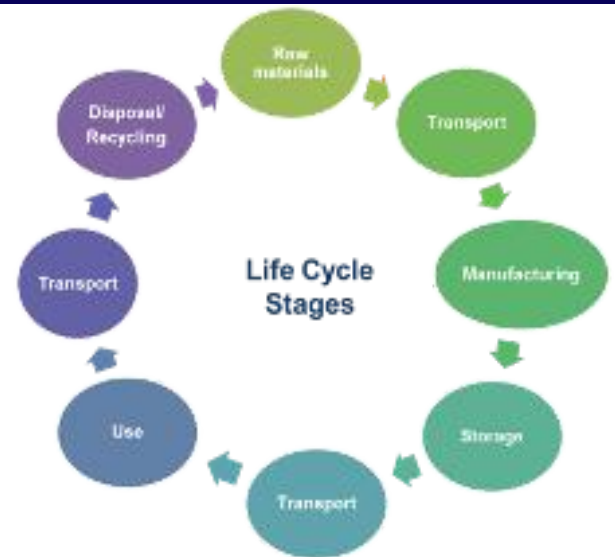 Raw
materials
Transport
Manufacturing
Storage
Transport
Use
Transport
Disposal/
Recycling
Life Cycle
Stages